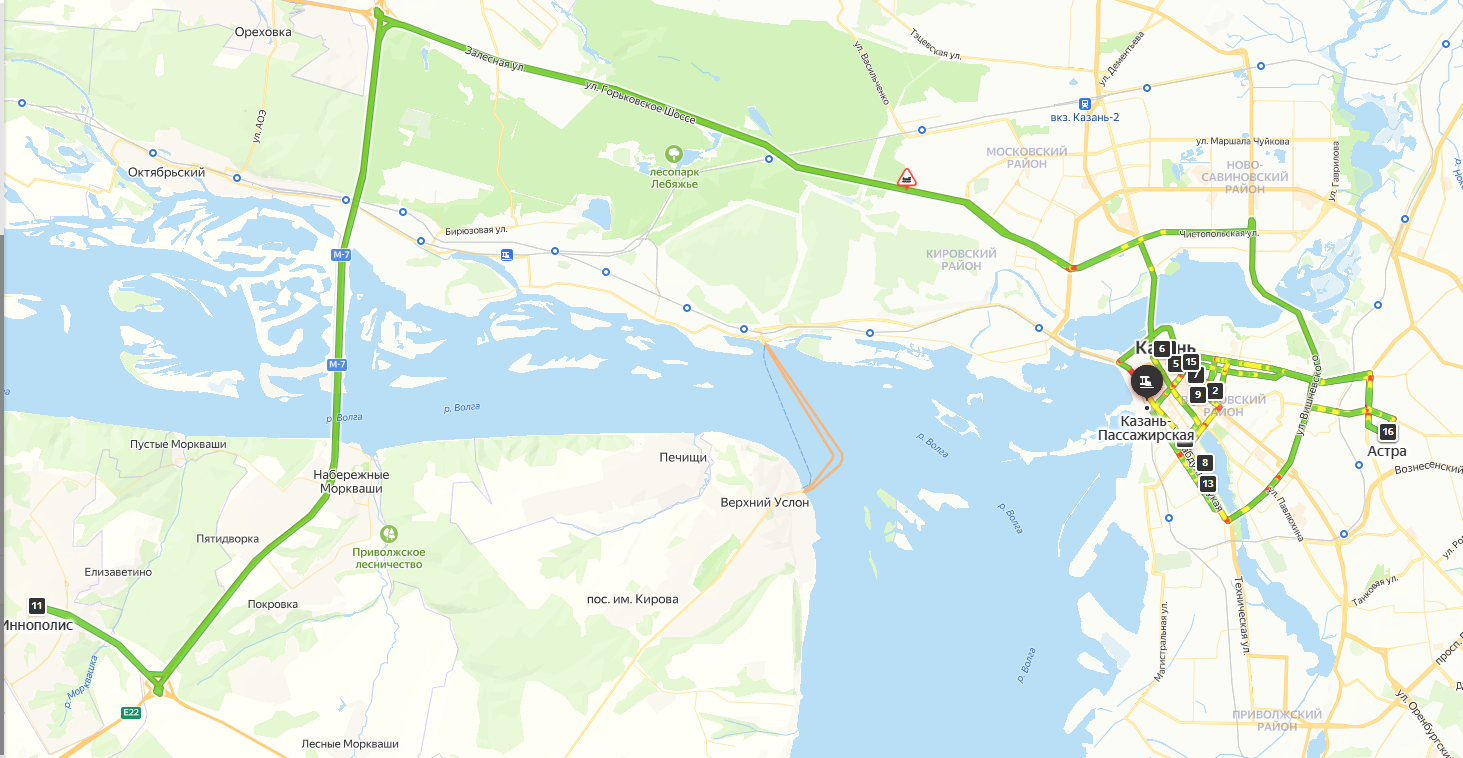 Ореховка
Залесная ул.
ул. Горьковское Шоссе
ул. Васильченко
Тэцевская ул.
ул. Дементьева
вкз. Казань-2
ул. АОЭ
Октябрьский
лесопарк
Лебяжье
МОСКОВСКИЙ
РАЙОН
ул. Маршала Чуйкова
НОВО-
САВИНОВСКИЙ
РАЙОН
ул. Гаврилова
Бирюзовая ул.
М-7
КИРОВСКИЙ
РАЙОН
Чистопольская ул.
М-7
6
5
15
7
9
2
р. Волга
р. Волга
Казань-
Пассажирская
РАЙОН
ул. Вишневского
16
Астра
Пустые Моркваши
Печищи
р. Волга
Вознесенский
Набережные
Моркваши
Верхний Услон
8
13
ул. Павлюхина
р. Волга
Пятидворка
Приволжское
лесничество
Елизаветино
Покровка
пос. им. Кирова
11
Иннополис
Танковая ул.
Техническая ул.
Магистральная ул.
р. Морквашка
р. Волга
E22
Лесные Моркваши
ПРИВОЛЖСКИЙ
РАЙОН
ул. Оренбургский